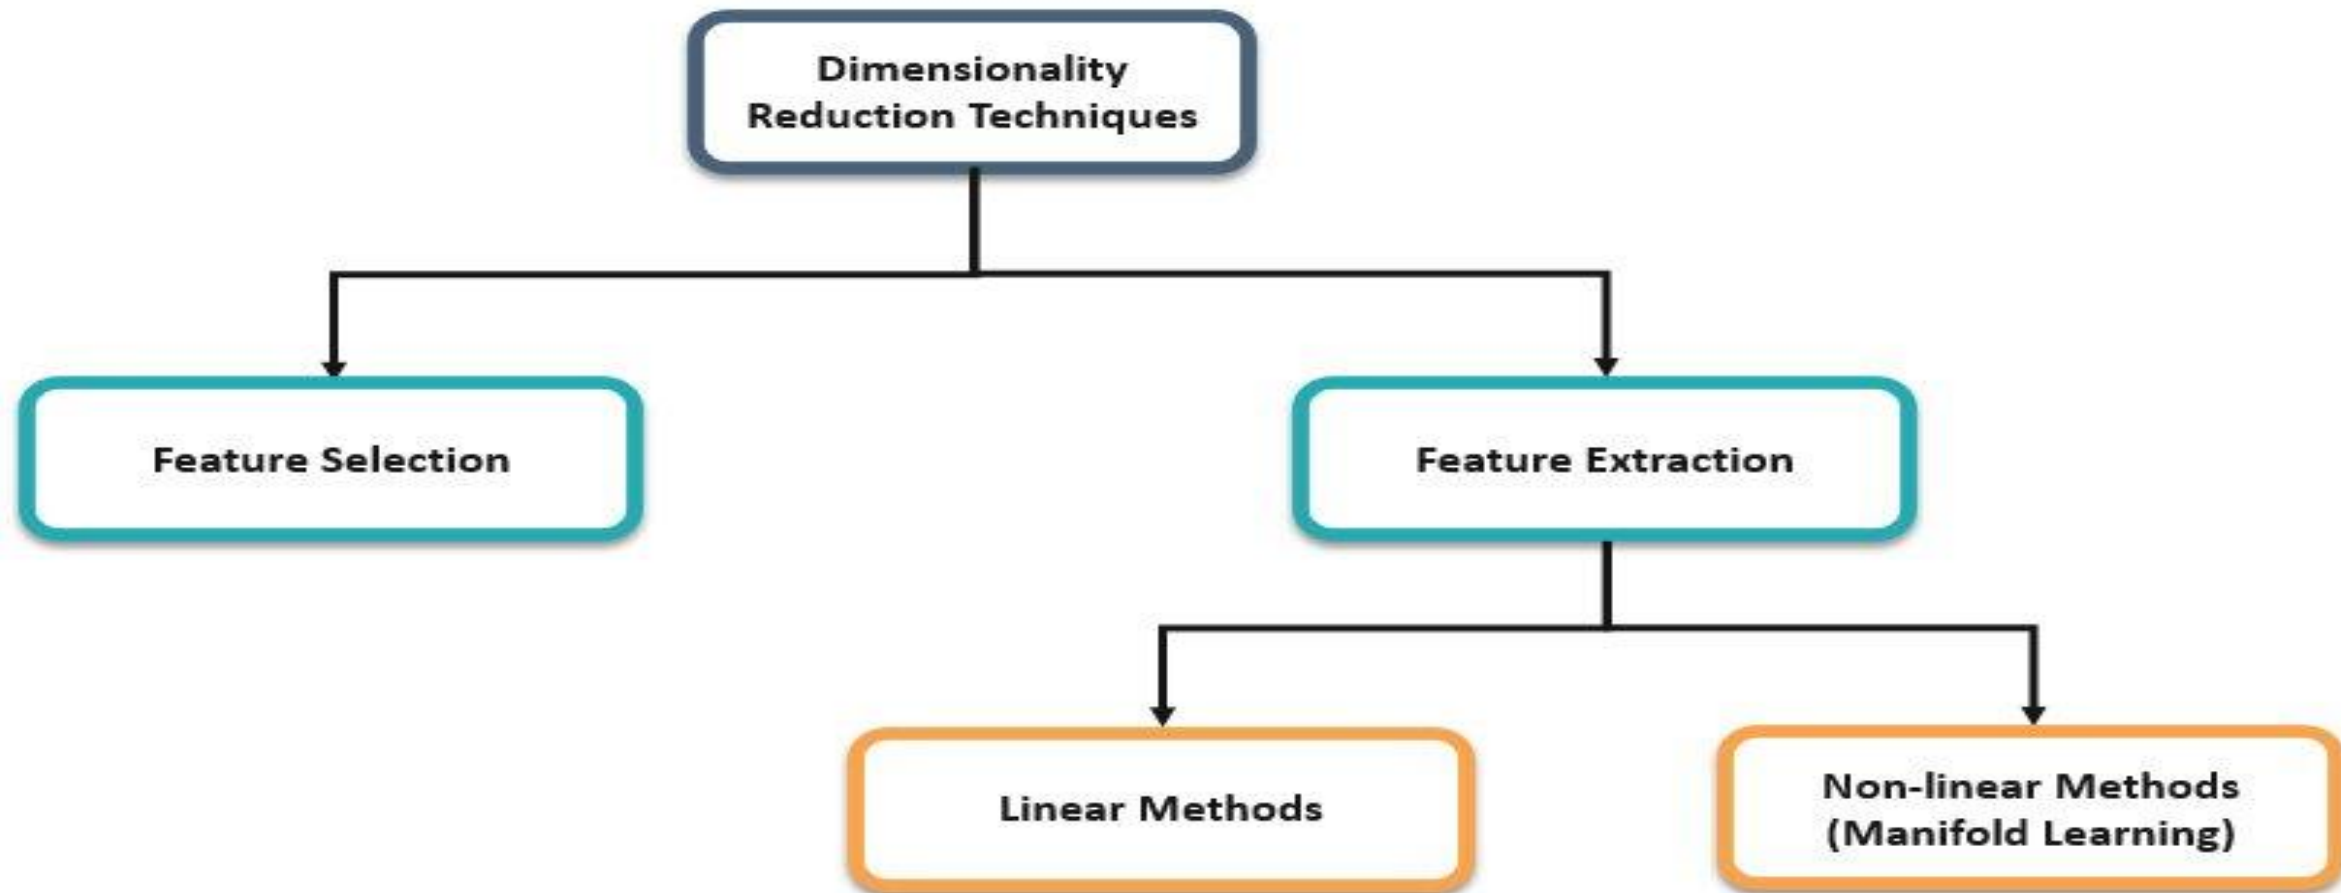 Dimensionality
Reduction Techniques
Feature Selection
Feature Extraction
Linear Methods
Non-linear Methods
(Manifold Learning)